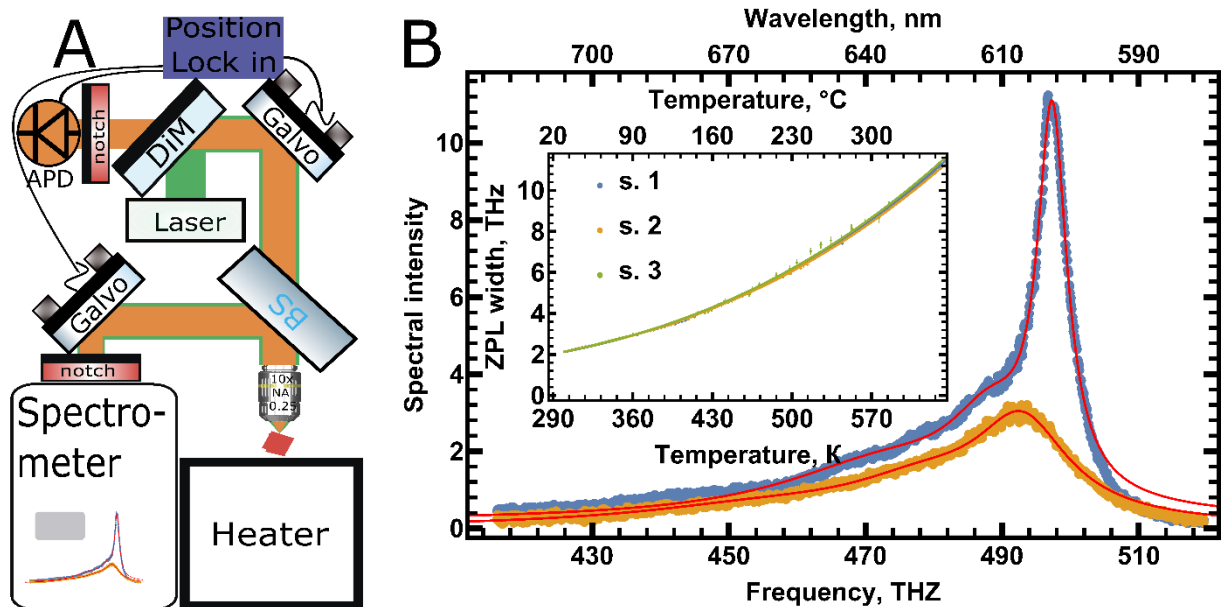 A
Position
Lock in
notch
APD
DiM
Galvo
Laser
Galvo
BS
notch
10x
NA
0.25
Spectro-
meter
Heater
B
Wavelength, nm
700 670 640 610 590
Spectral intensity
10
8
6
4
2
0
Temperature, °C
20 90 160 230 300
ZPL width, THz
10
8
6
4
2
0
s. 1
s. 2
s. 3
290 360 430 500 570
Temperature, K
430 450 470 490 510
Frequency, THZ